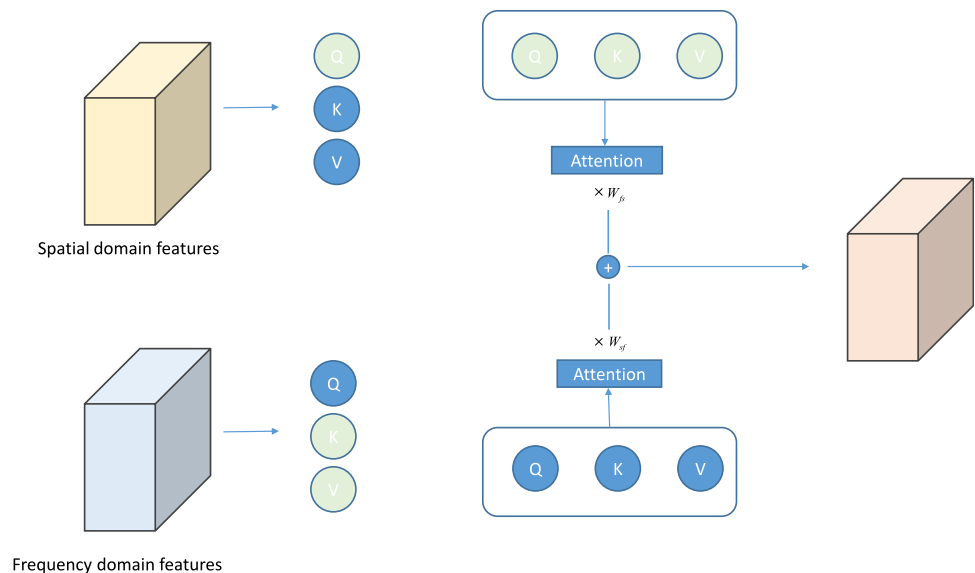 Q
K
V
Spatial domain features
Q
K
V
Frequency domain features
Q K V
Attention
× W_fs
+
× W_sf
Attention
Q K V